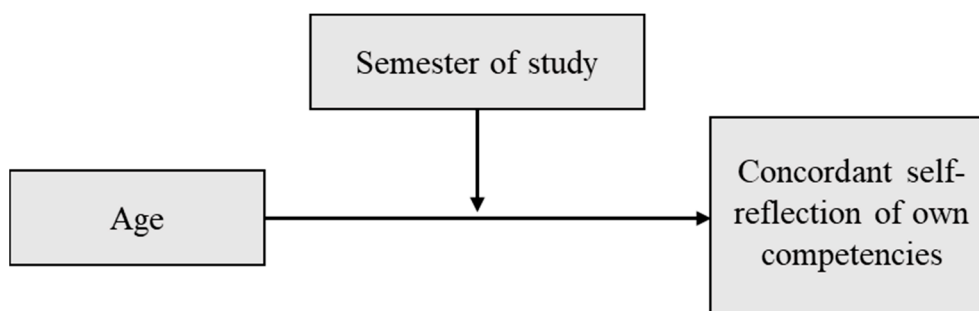 Semester of study
Age
Concordant self-
reflection of own
competencies